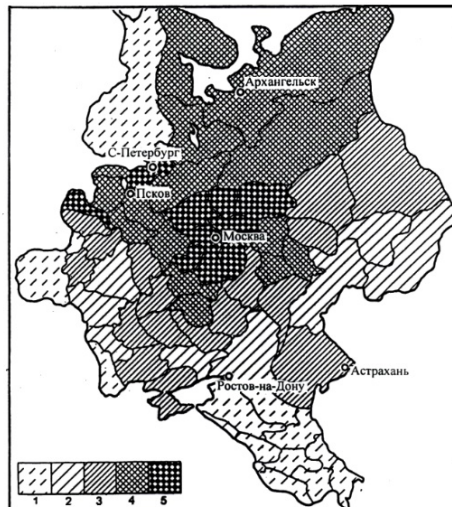 Архангельск
С-Петербург
Псков
Москва
Астрахань
Ростов-на-Дону
1 2 3 4 5